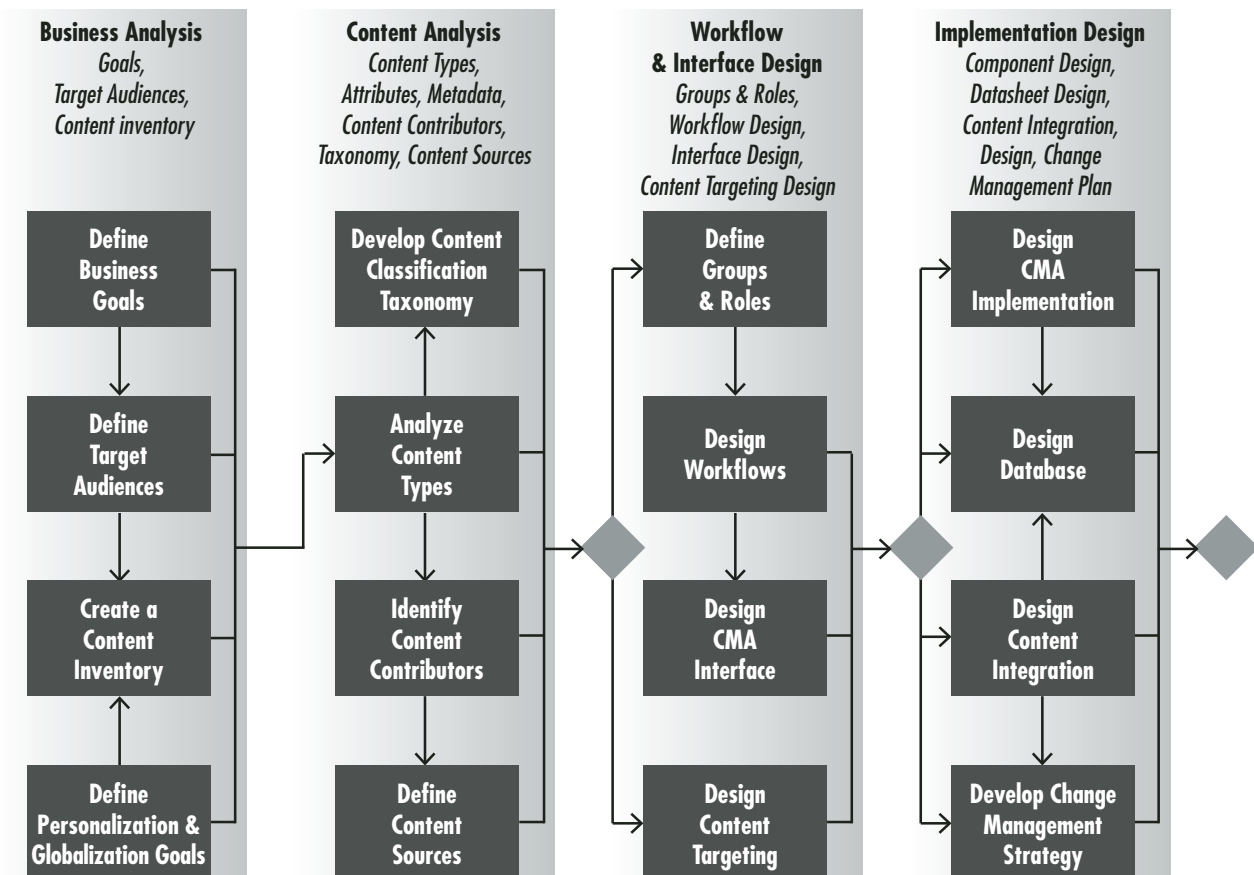 Business Analysis
Goals,
Target Audiences,
Content inventory
Define
Business
Goals
Define
Target
Audiences
Create a
Content
Inventory
Define
Personalization &
Globalization Goals
Content Analysis
Content Types,
Attributes, Metadata,
Content Contributors,
Taxonomy, Content Sources
Develop Content
Classification
Taxonomy
Analyze
Content
Types
Identify
Content
Contributors
Define
Content
Sources
Workflow
& Interface Design
Groups & Roles,
Workflow Design,
Interface Design,
Content Targeting Design
Define
Groups
& Roles
Design
Workflows
Design
CMA
Interface
Design
Content
Targeting
Implementation Design
Component Design,
Datasheet Design,
Content Integration,
Design, Change
Management Plan
Design
CMA
Implementation
Design
Database
Design
Content
Integration
Develop Change
Management
Strategy